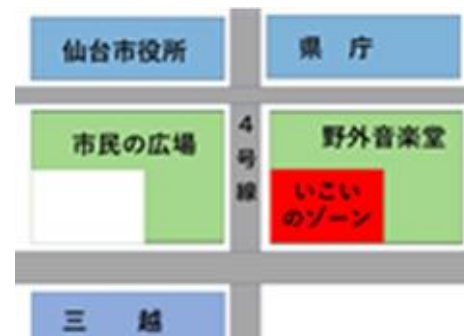 仙台市役所
県 庁
市民の広場
4号線
野外音楽堂
いこい
のゾーン
三 越